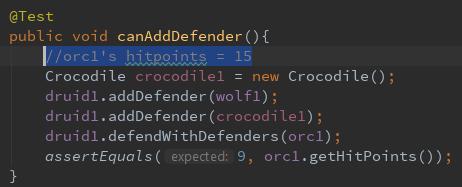 @Test
public void canAddDefender(){
//orc1's hitpoints = 15
Crocodile crocodile1 = new Crocodile();
druid1.addDefender(wolf1);
druid1.addDefender(crocodile1);
druid1.defendWithDefenders(orc1);
assertEquals( expected: 9, orc1.getHitPoints());
}